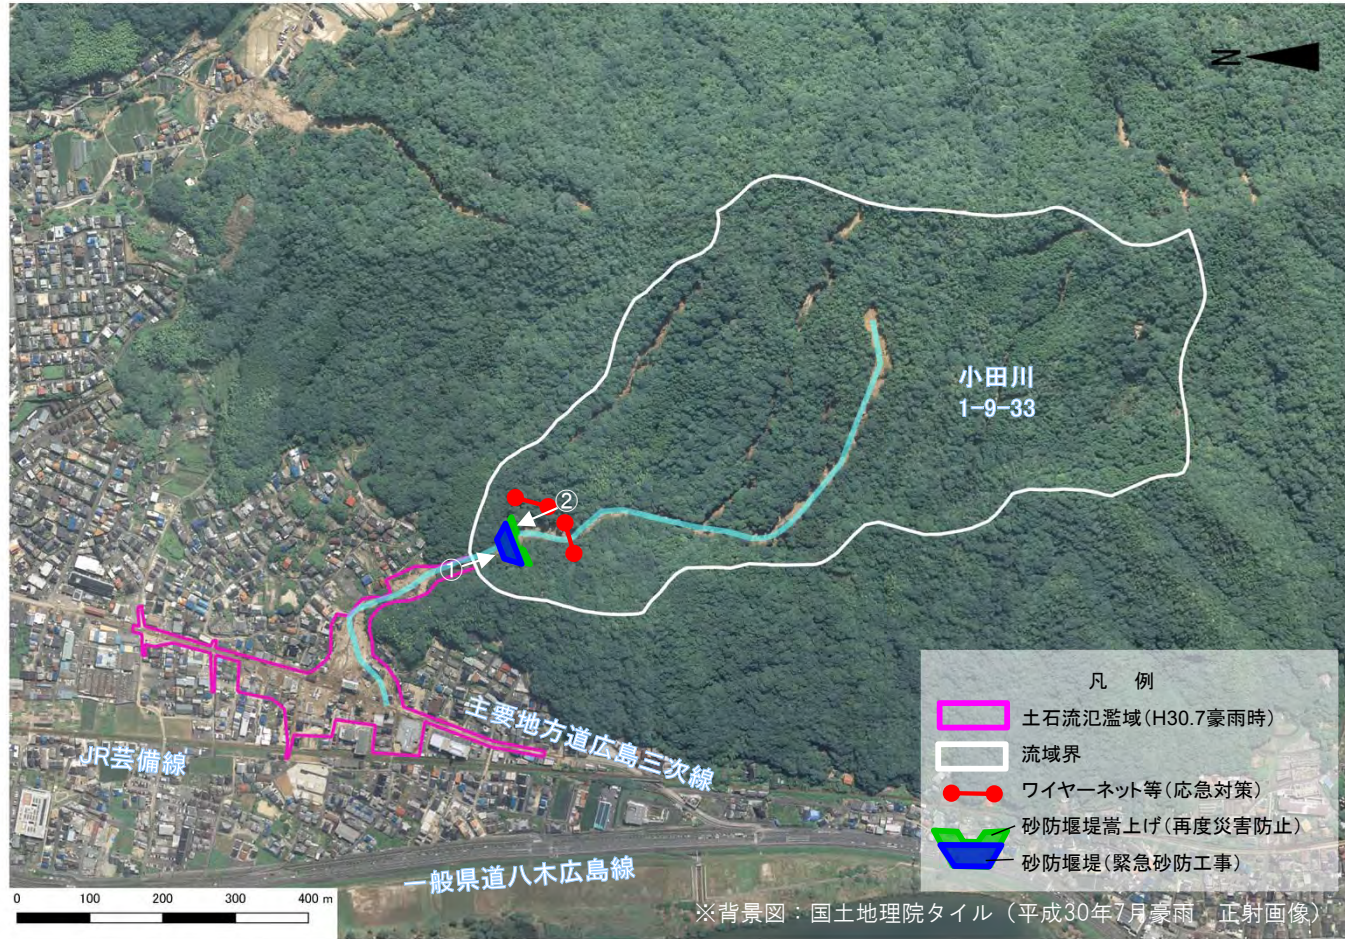 N
小田川
1-9-33
②
①
主要地方道広島三次線
JR芸備線
一般県道八木広島線
凡 例
土石流氾濫域(H30.7豪雨時)
流域界
ワイヤーネット等(応急対策)
砂防堰堤嵩上げ(再度災害防止)
砂防堰堤(緊急砂防工事)
0 100 200 300 400 m
※背景図:国土地理院タイル(平成30年7月豪雨 正射画像)